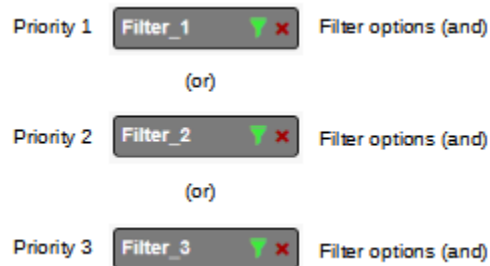 Priority 1 Filter_1 Filter options (and)
(or)
Priority 2 Filter_2 Filter options (and)
(or)
Priority 3 Filter_3 Filter options (and)